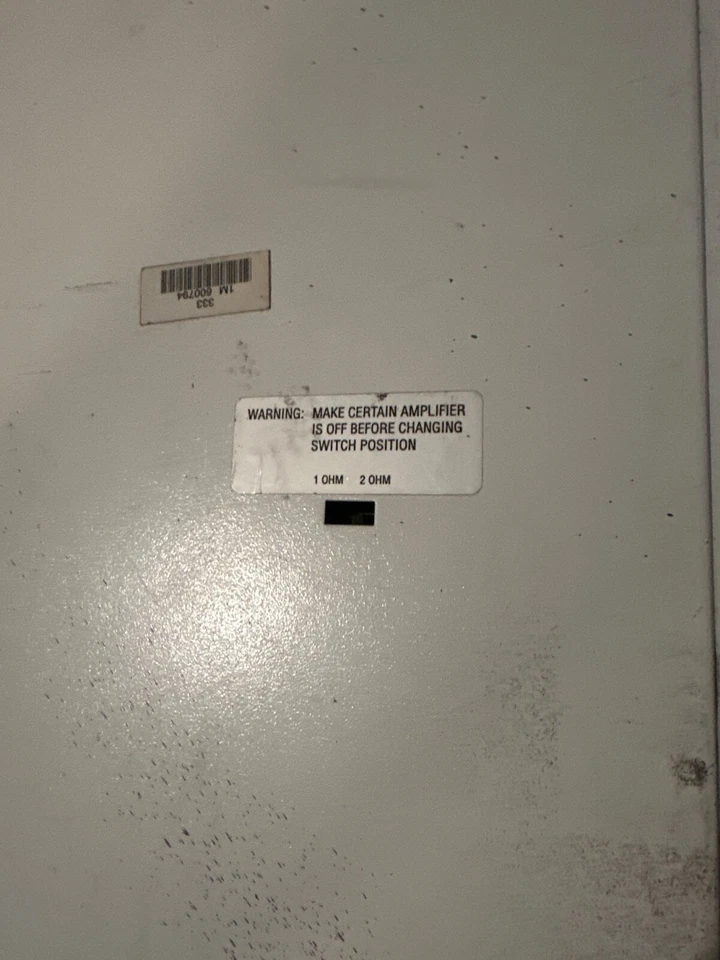 333
1M 600794
WARNING: MAKE CERTAIN AMPLIFIER
IS OFF BEFORE CHANGING
SWITCH POSITION
1 OHM 2 OHM